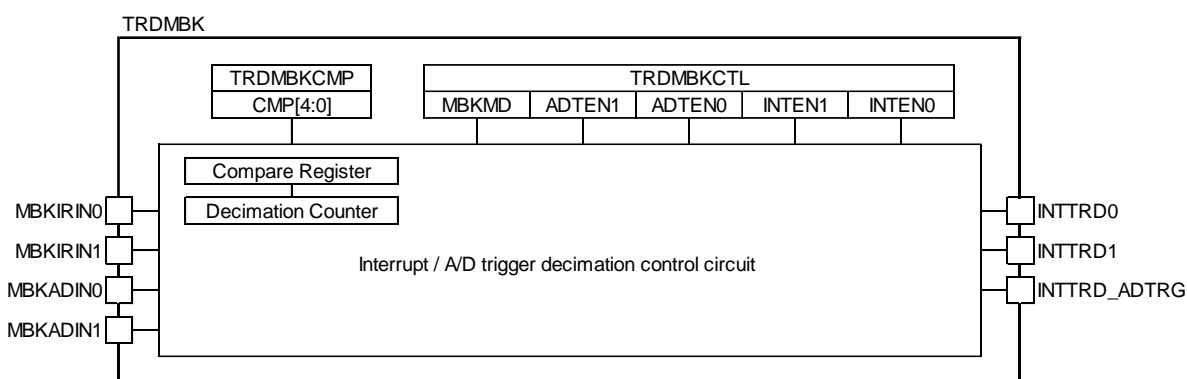 TRDMBK
TRDMBKCMP
CMP[4:0]
TRDMBKCTL
MBKMD ADTEN1 ADTEN0 INTEN1 INTEN0
Compare Register
Decimation Counter
Interrupt / A/D trigger decimation control circuit
MBKIRIN0
MBKIRIN1
MBKADIN0
MBKADIN1
INTTRD0
INTTRD1
INTTRD_ADTRG